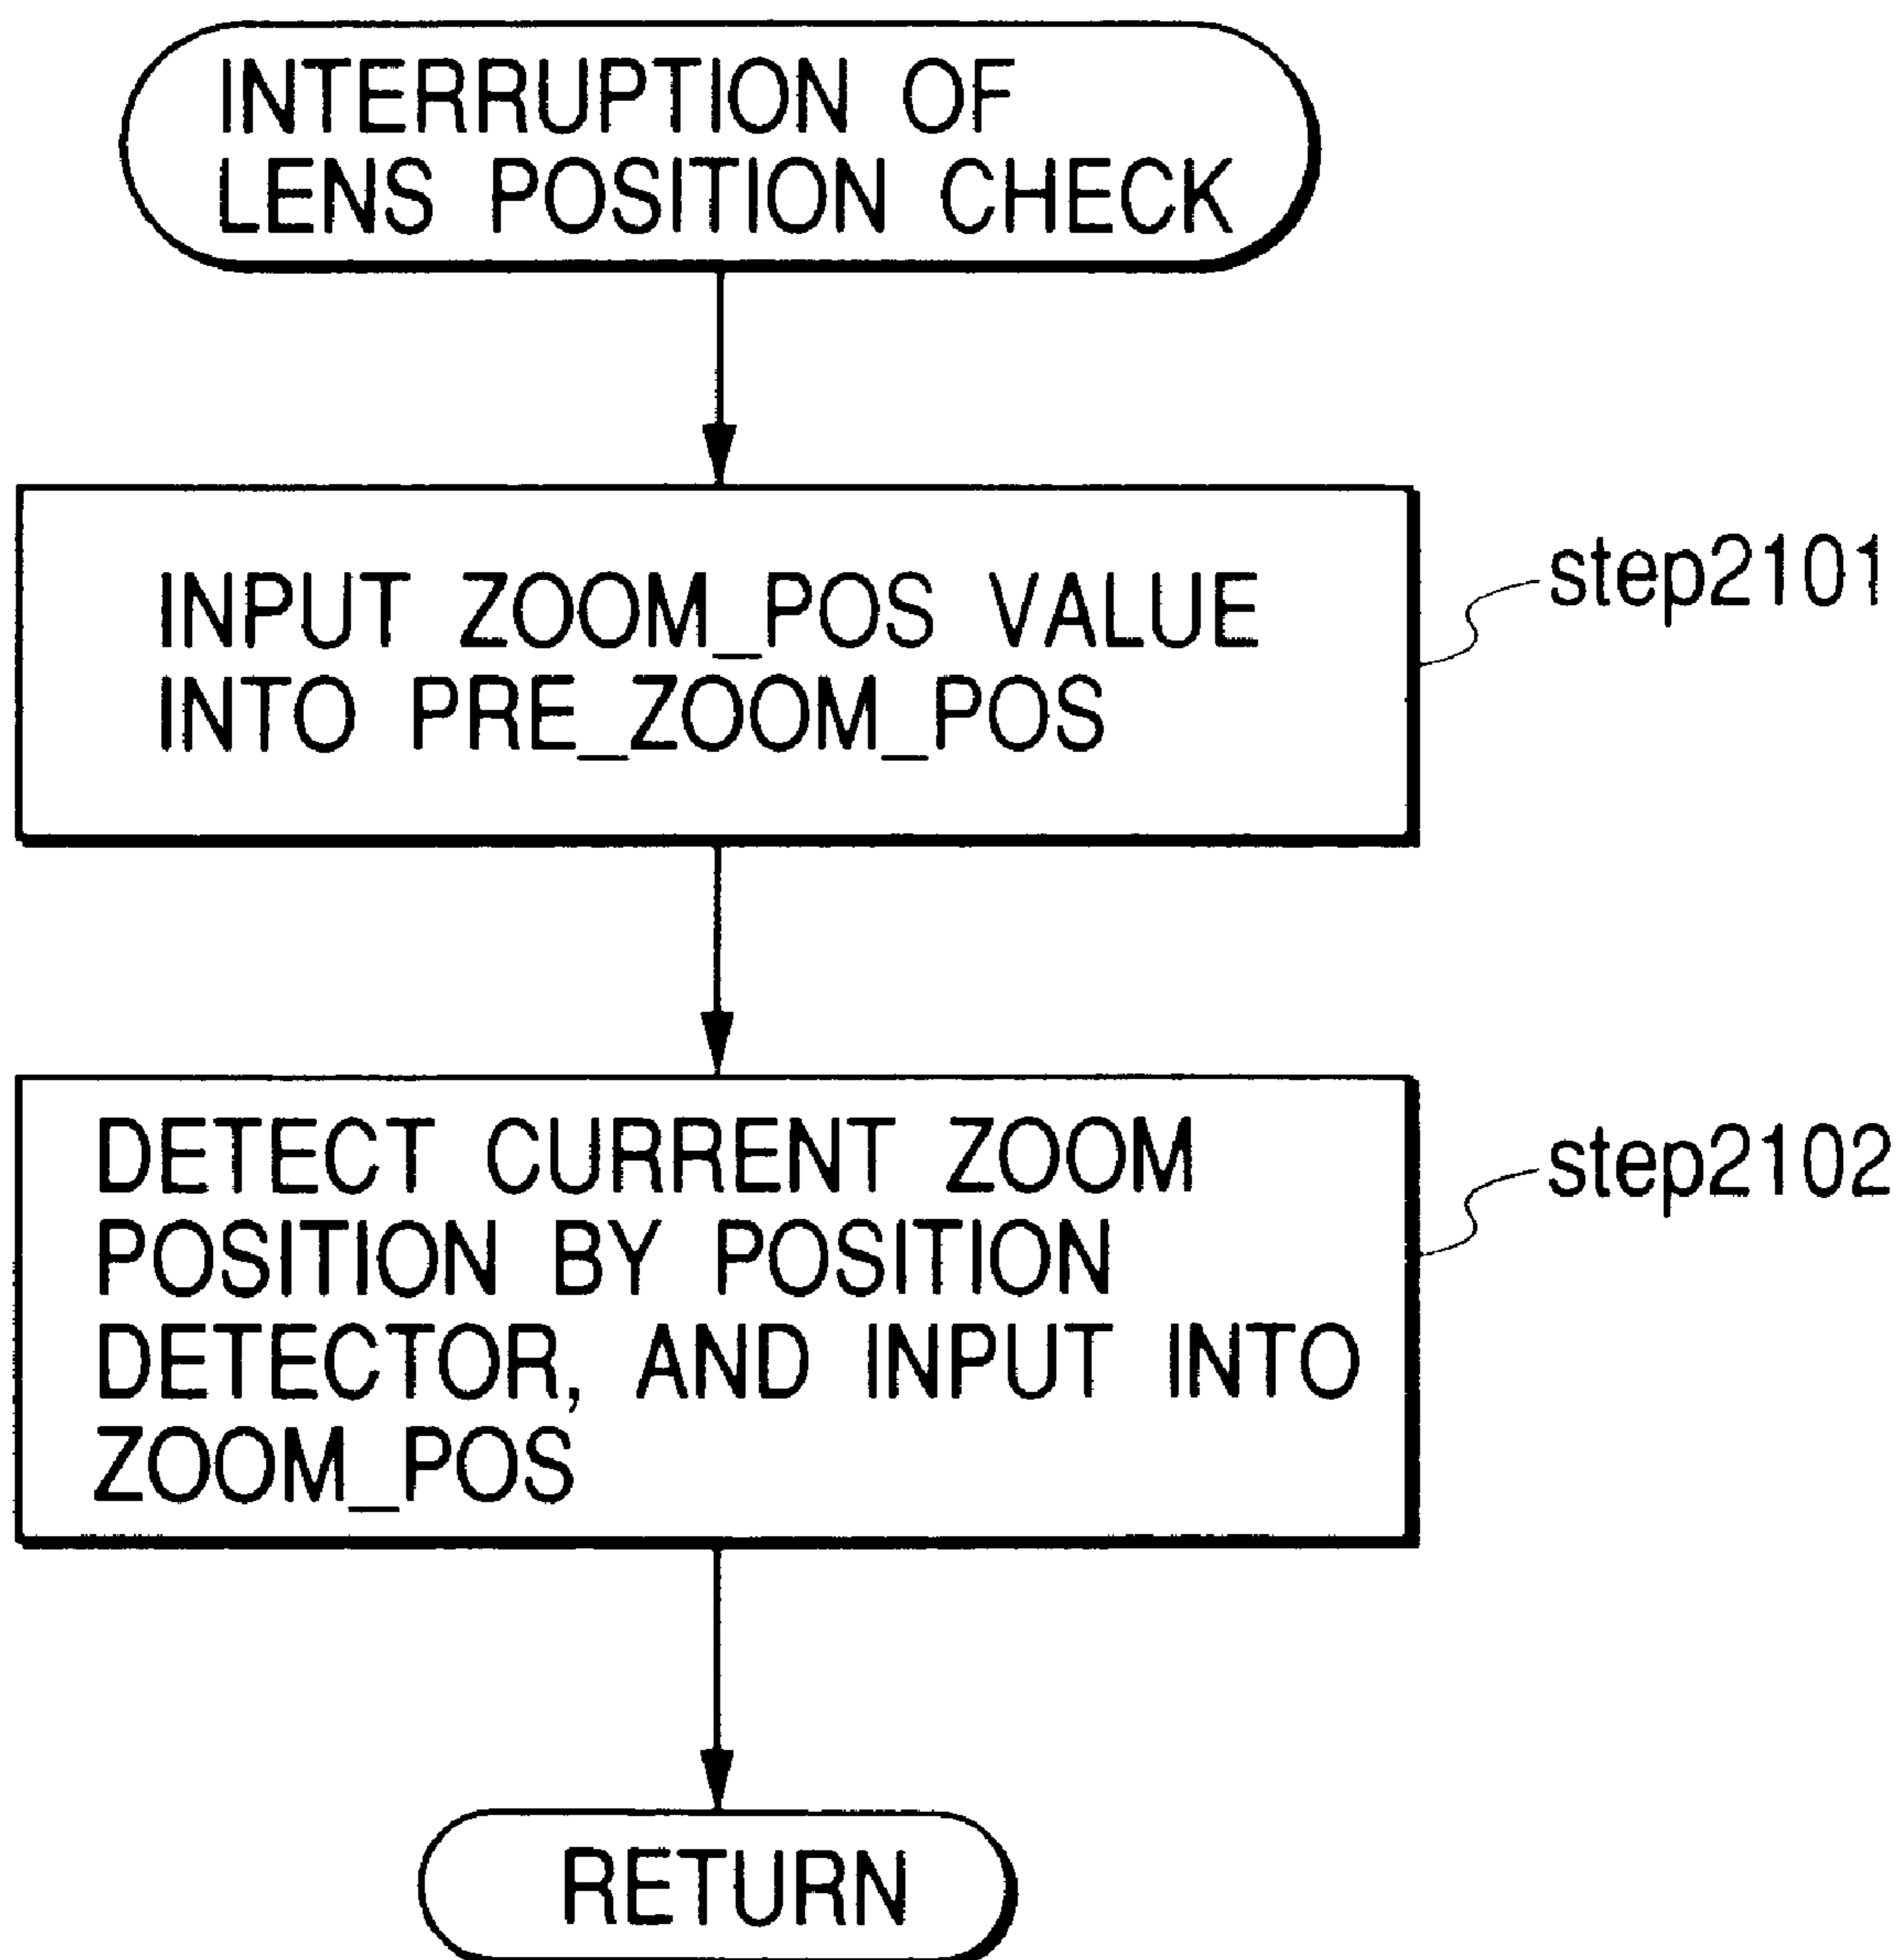 INTERRUPTION OF
LENS POSITION CHECK
INPUT ZOOM_POS VALUE
INTO PRE_ZOOM_POS
step2101
DETECT CURRENT ZOOM
POSITION BY POSITION
DETECTOR, AND INPUT INTO
ZOOM_POS
step2102
RETURN